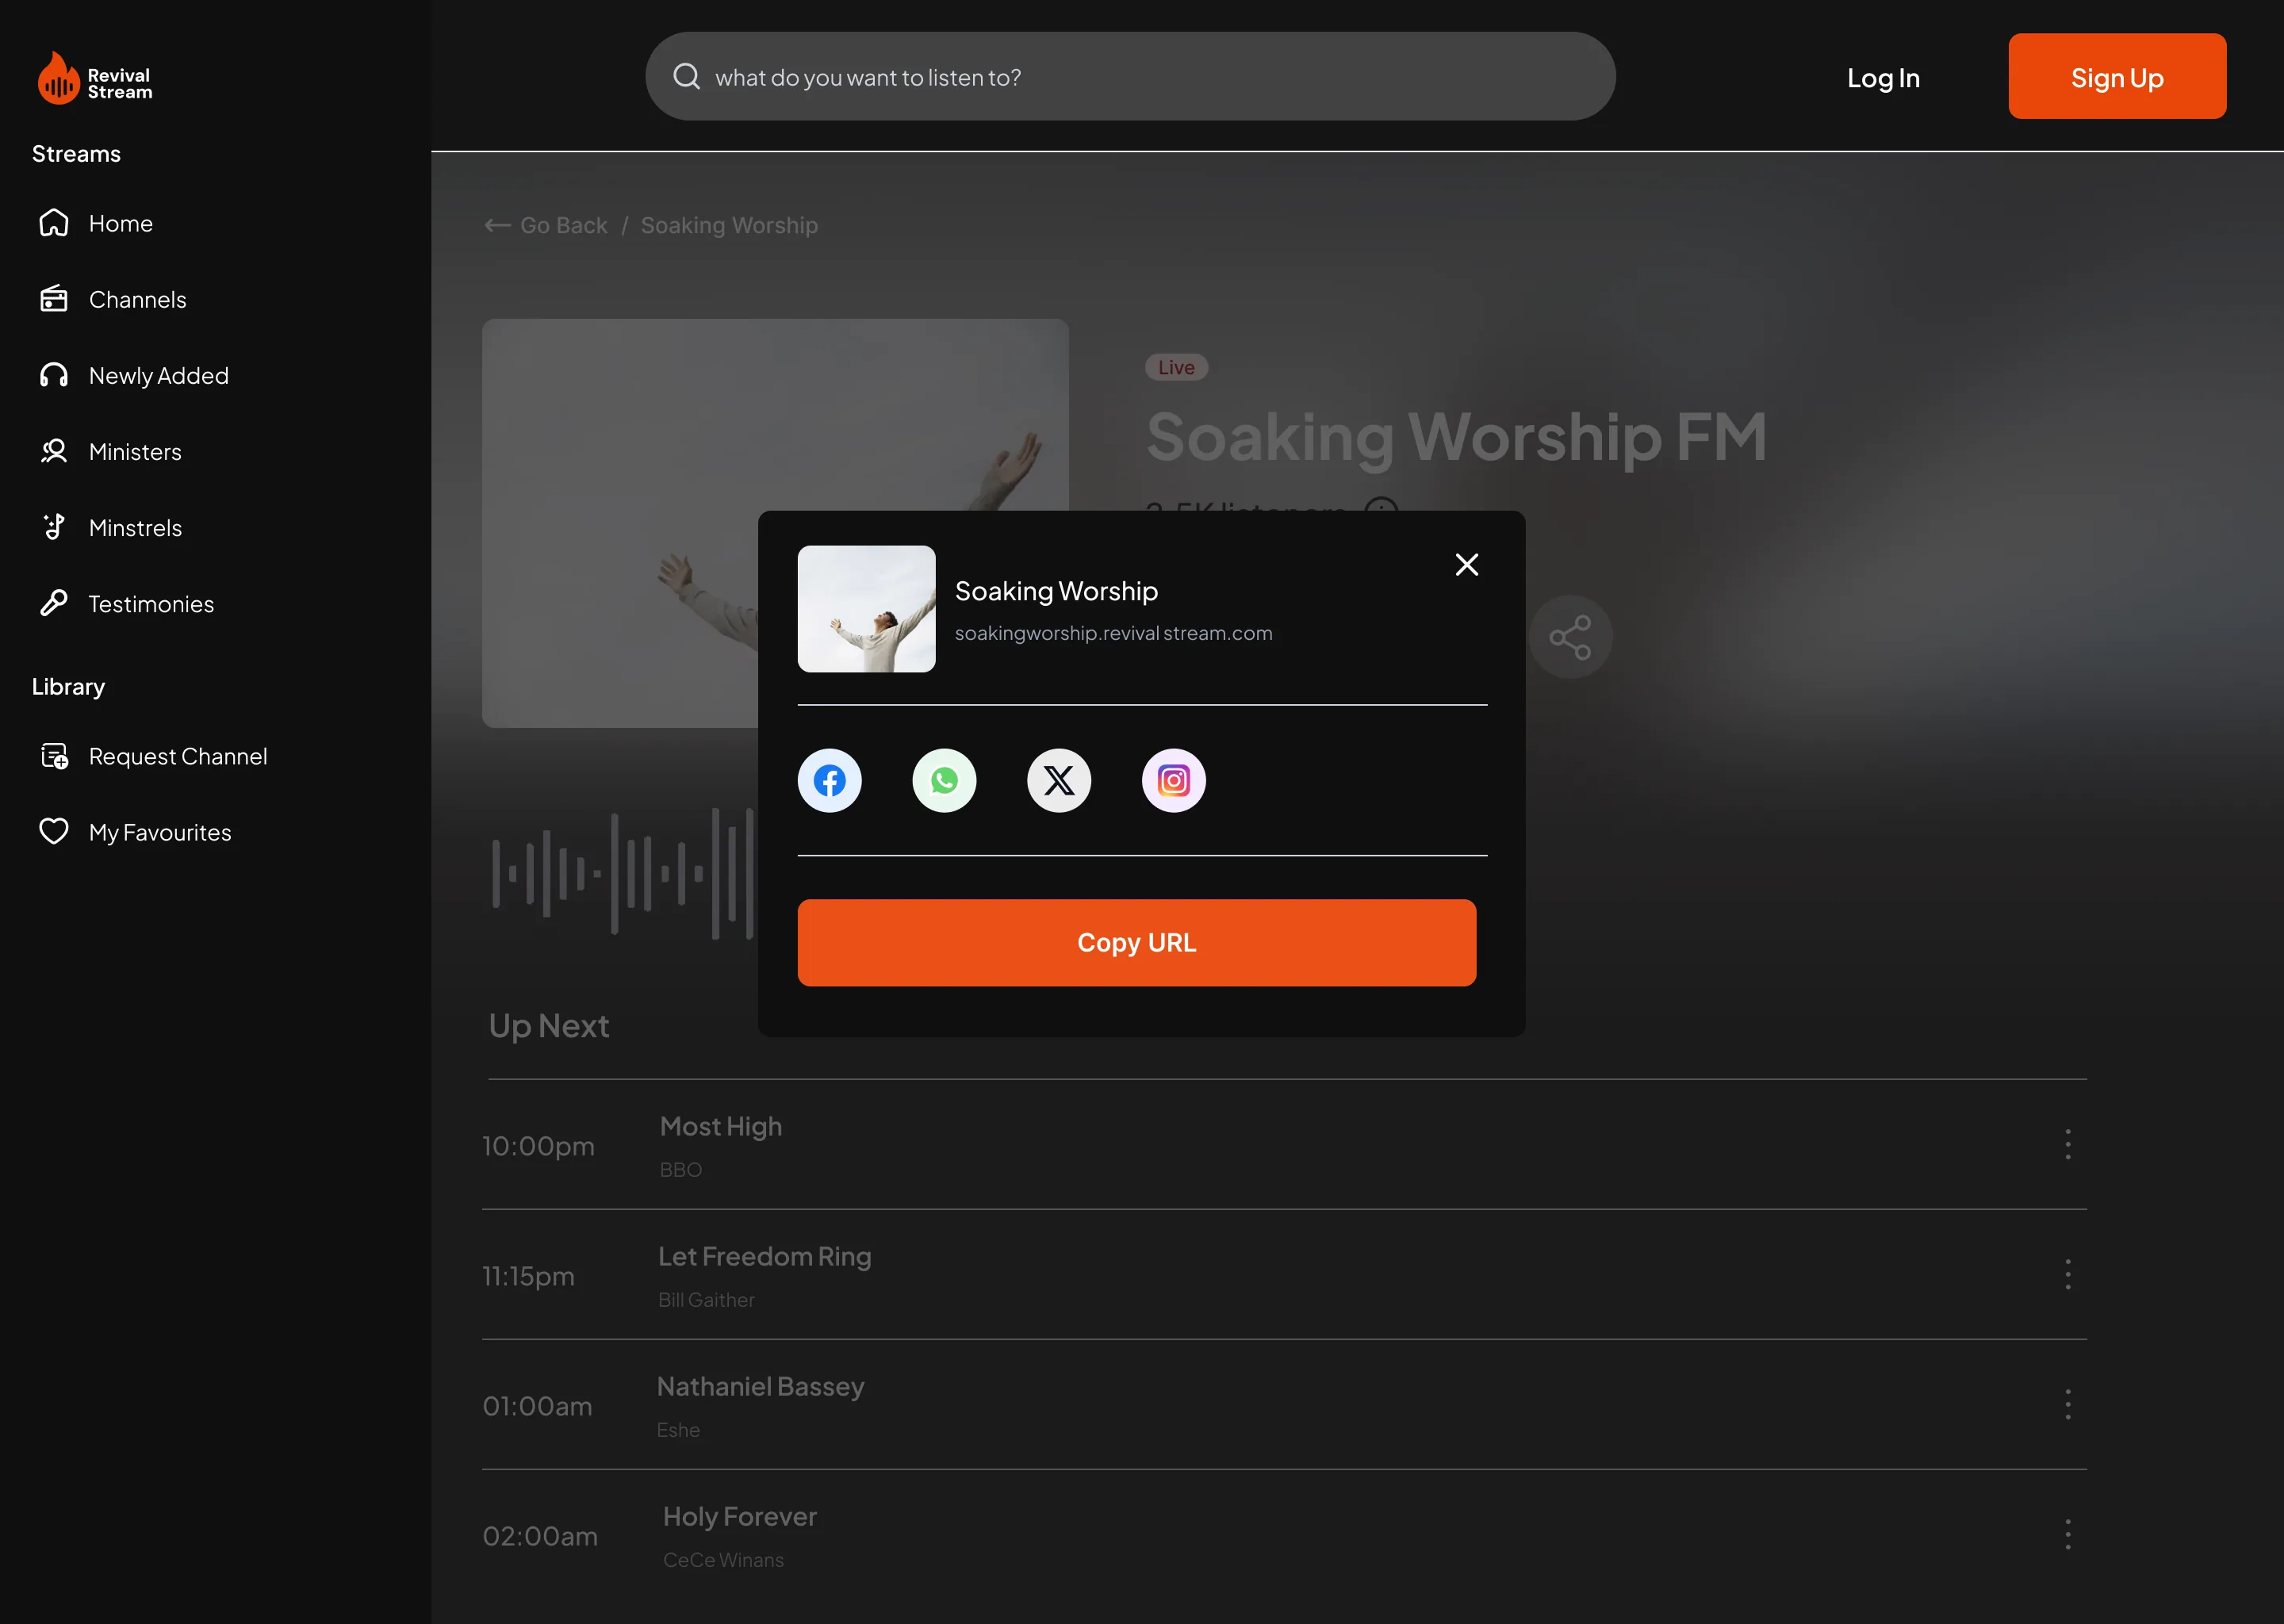 Revival
Stream
what do you want to listen to?
Log In
Sign Up
Streams
Home
Channels
Newly Added
Ministers
Minstrels
Testimonies
Library
Request Channel
My Favourites
Go Back / Soaking Worship
Live
Soaking Worship FM
listeners
Soaking Worship
soakingworship.revival stream.com
Copy URL
Up Next
10:00pm
Most High
BBO
11:15pm
Let Freedom Ring
Bill Gaither
01:00am
Nathaniel Bassey
Eshe
02:00am
Holy Forever
CeCe Winans